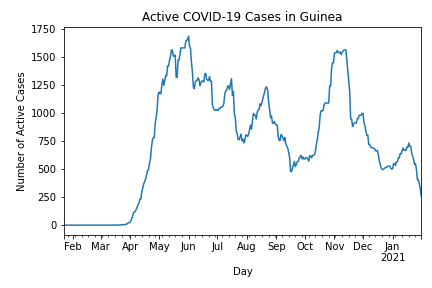 Active COVID-19 Cases in Guinea
1750
1500
1250
1000
750
500
250
0
Number of Active Cases
Feb Mar Apr May Jun Jul Aug Sep Oct Nov Dec Jan
2021
Day